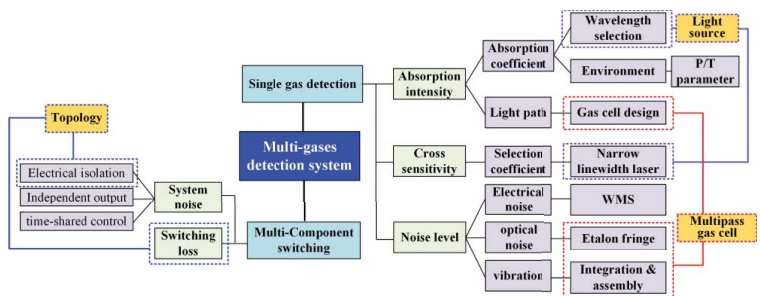 Wavelength
selection
Light
source
Absorption
coefficient
Environment
P/T
parameter
Single gas detection
Absorption
intensity
Light path
Gas cell design
Topology
Multi-gases
detection system
Cross
sensitivity
Selection
coefficient
Narrow
linewidth laser
Electrical isolation
Independent output
time-shared control
System
noise
Switching
loss
Multi-Component
switching
Noise level
Electrical
noise
WMS
optical
noise
Etalon fringe
vibration
Integration &
assembly
Multipass
gas cell